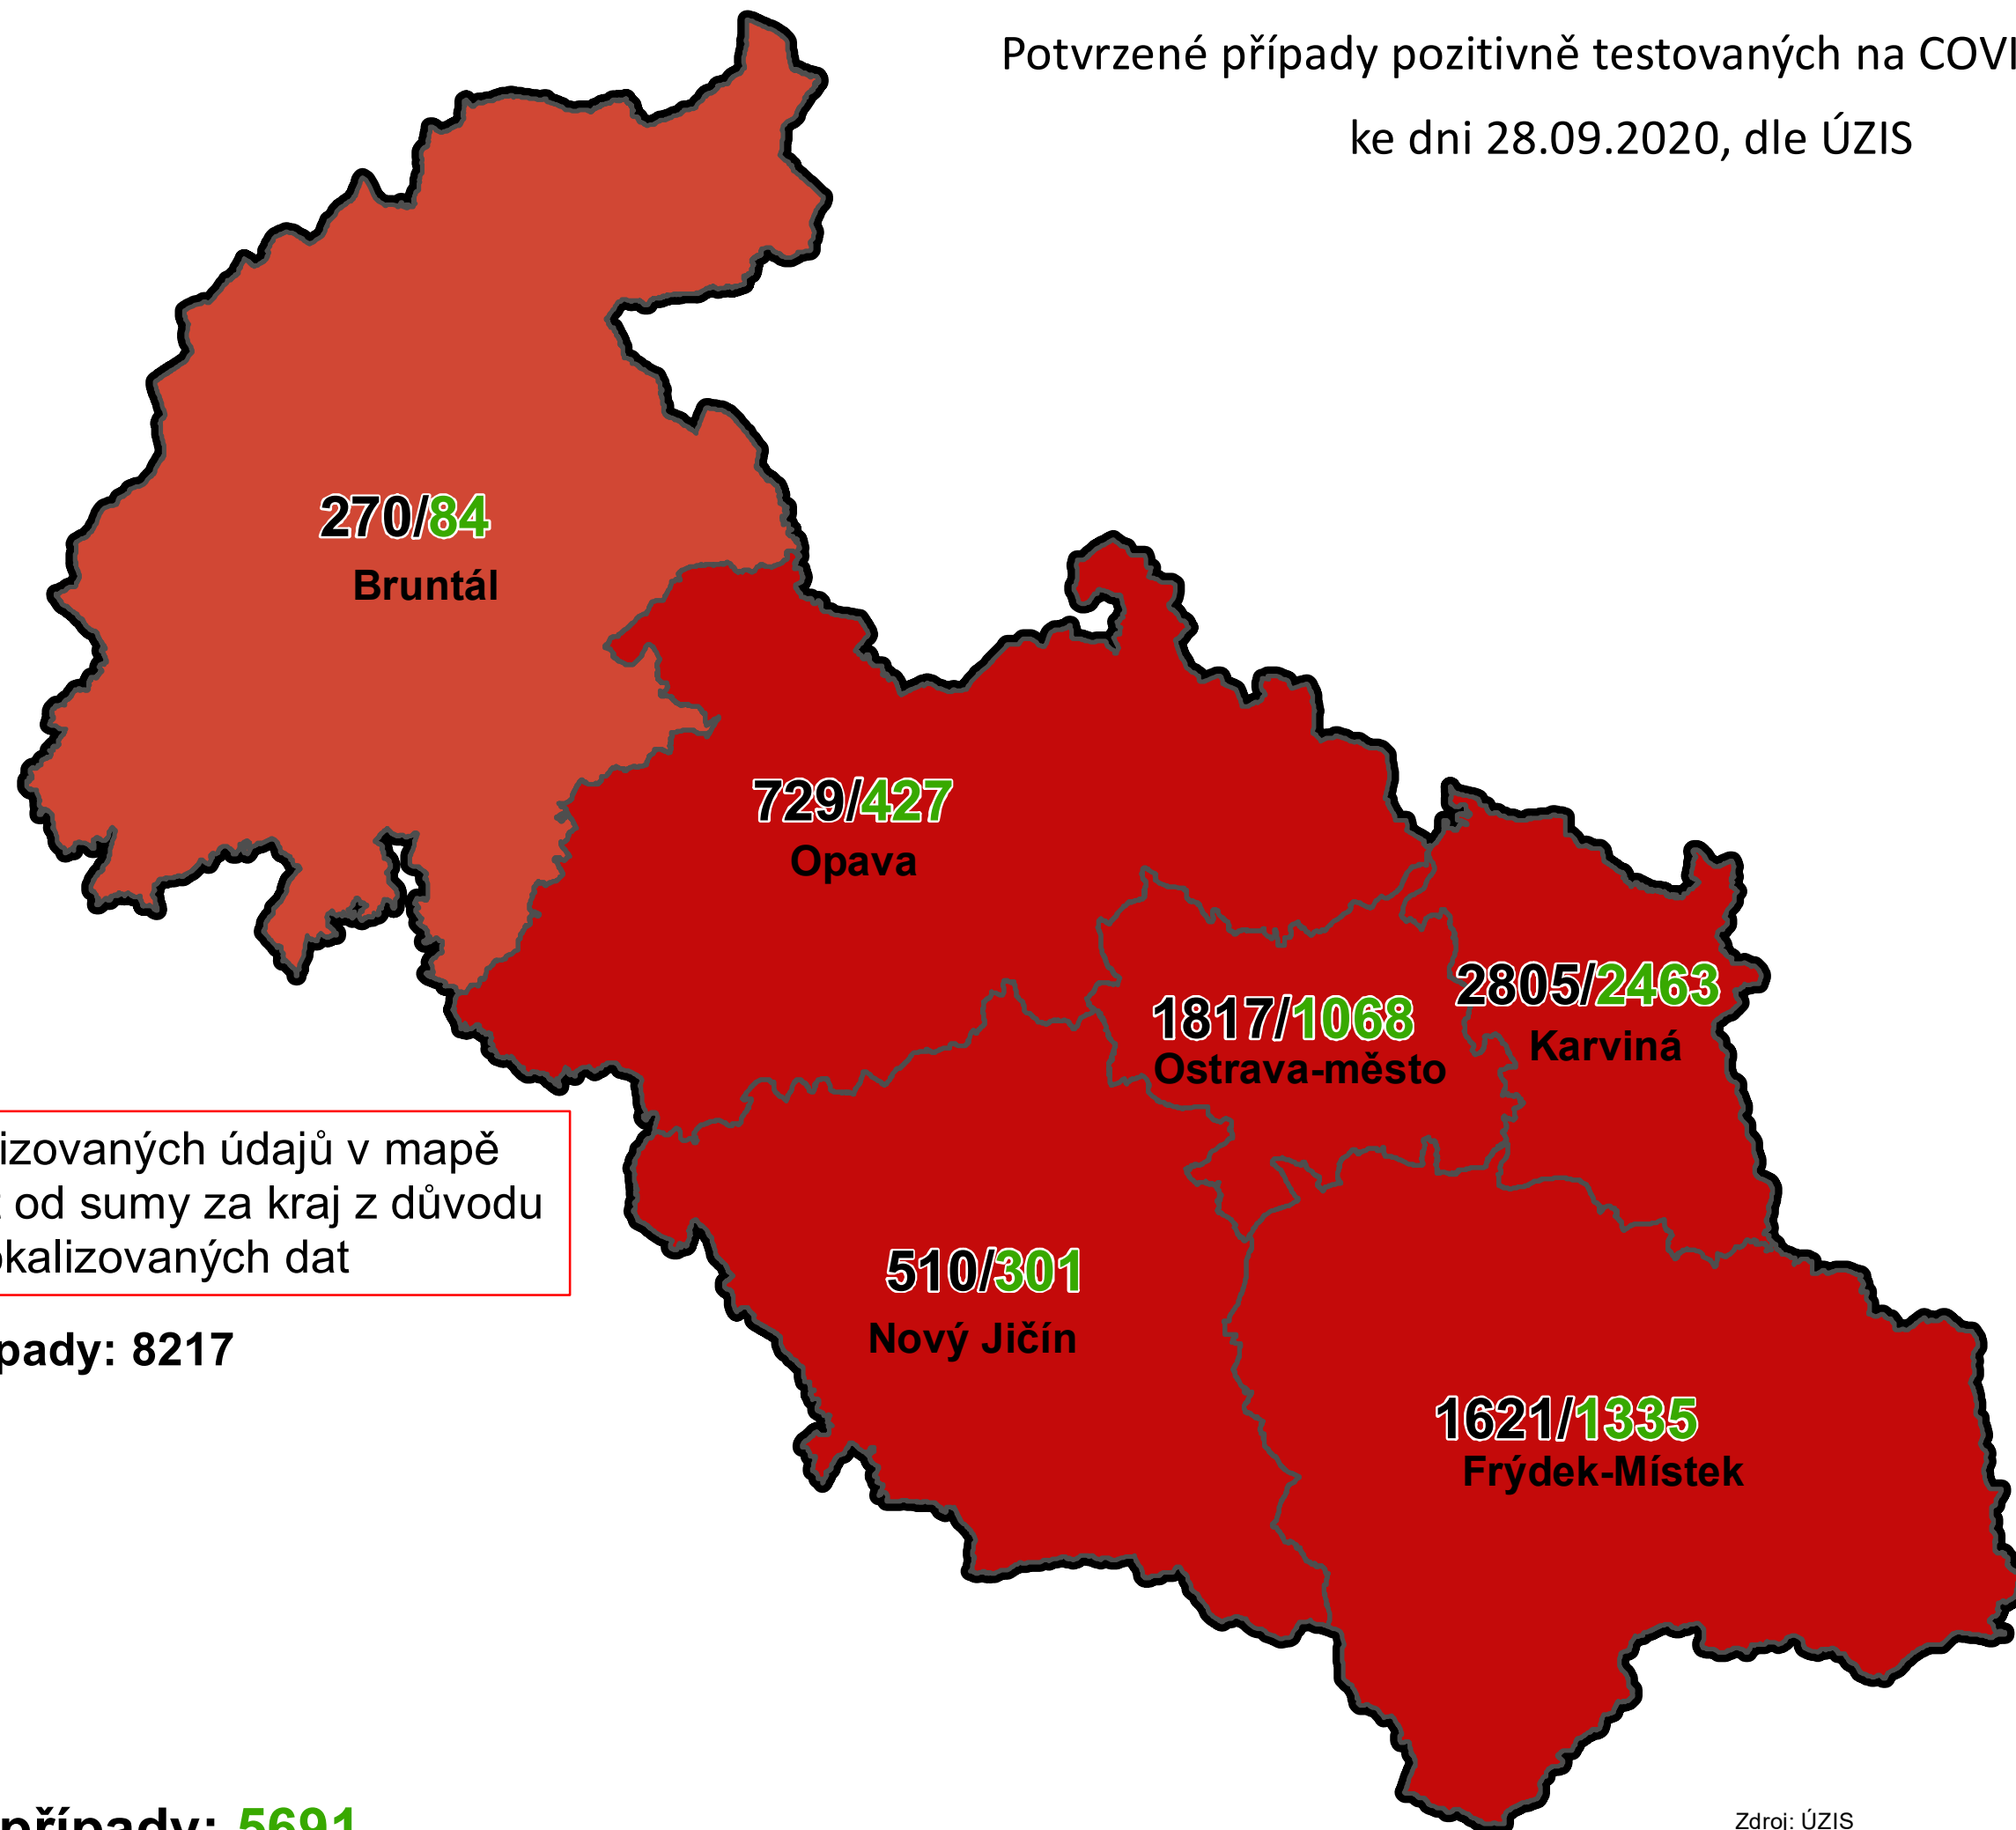 Potvrzené případy pozitivně testovaných na COVI
ke dni 28.09.2020, dle ÚZIS
270/84
Bruntál
729/427
Opava
2805/2463
Karviná
1817/1068
Ostrava-město
izovaných údajů v mapě
od sumy za kraj z důvodu
okalizovaných dat
510/301
Nový Jičín
pady: 8217
1621/1335
Frýdek-Místek
případy: 5691
Zdroj: ÚZIS